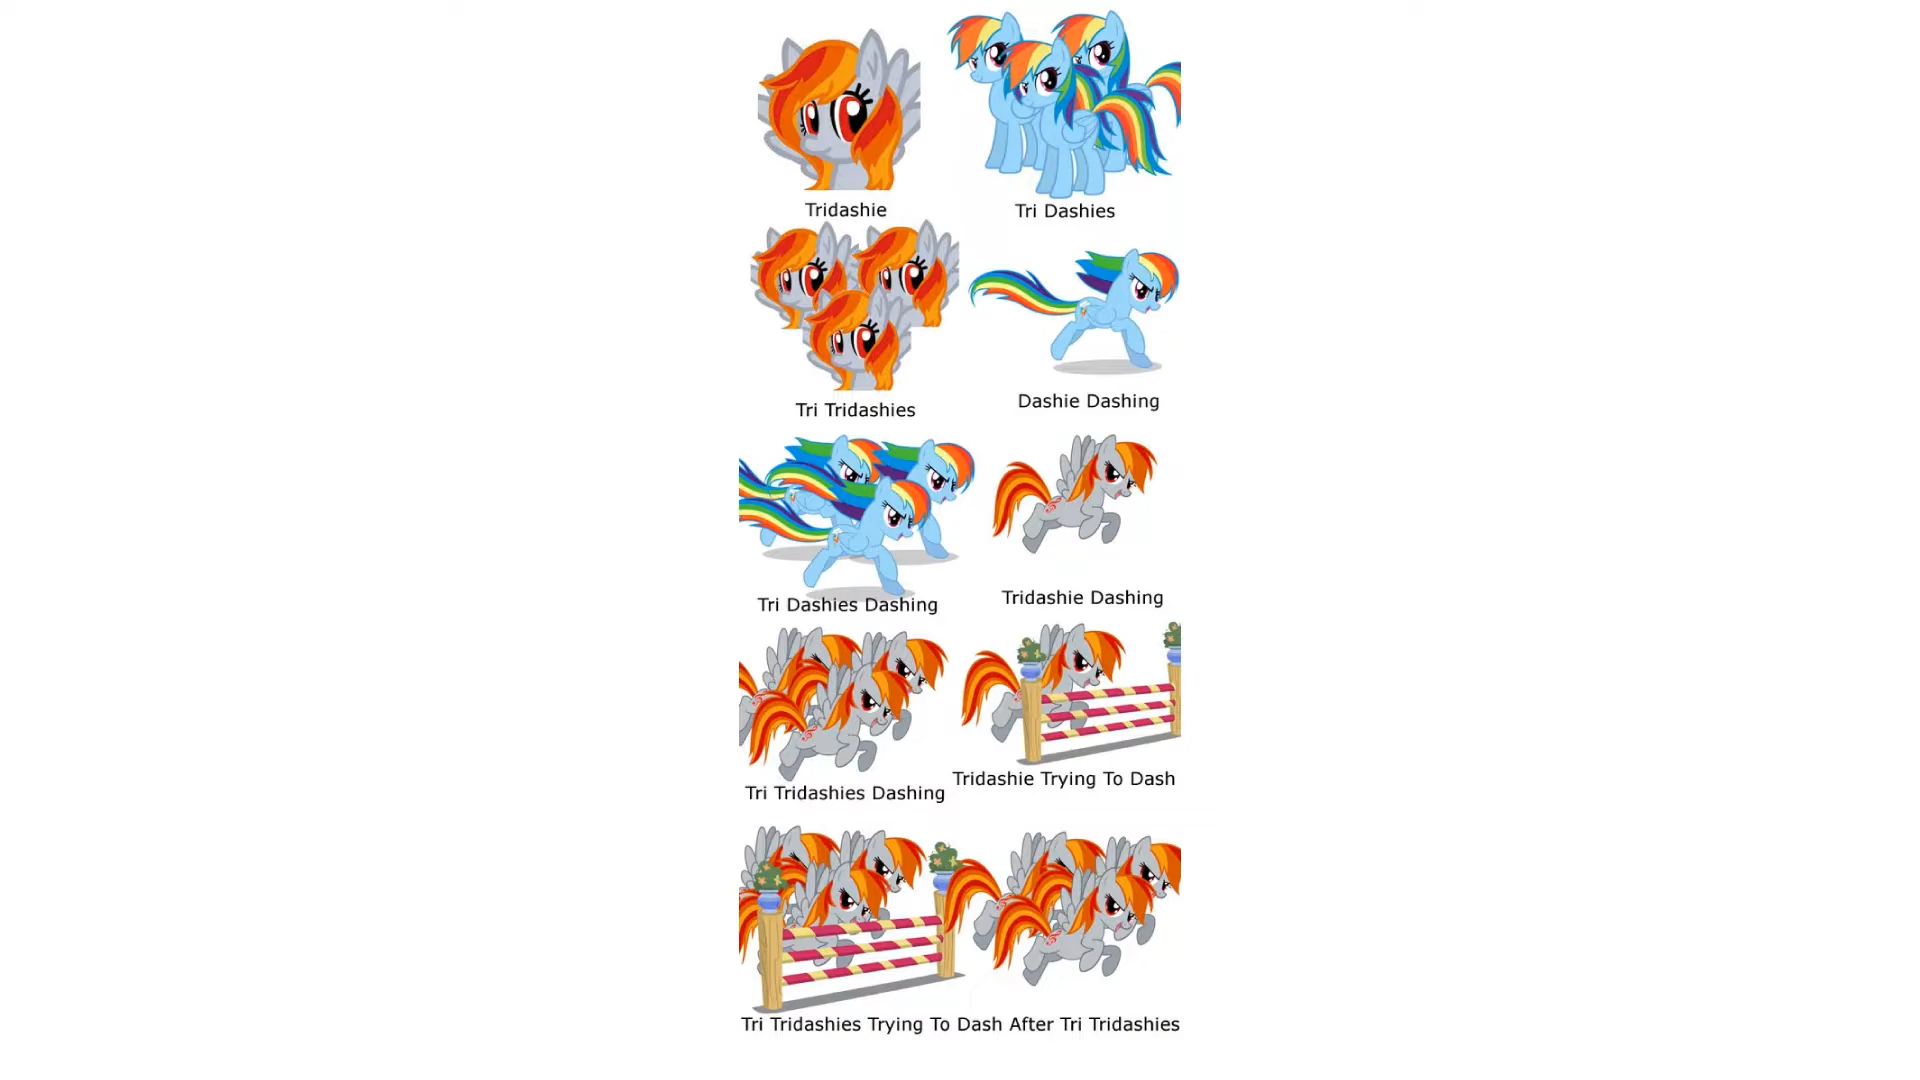 Tridashie
Tri Dashies
Tri Tridashies
Dashie Dashing
Tri Dashies Dashing
Tridashie Dashing
Tri Tridashies Dashing
Tridashie Trying To Dash
Tri Tridashies Trying To Dash After Tri Tridashies